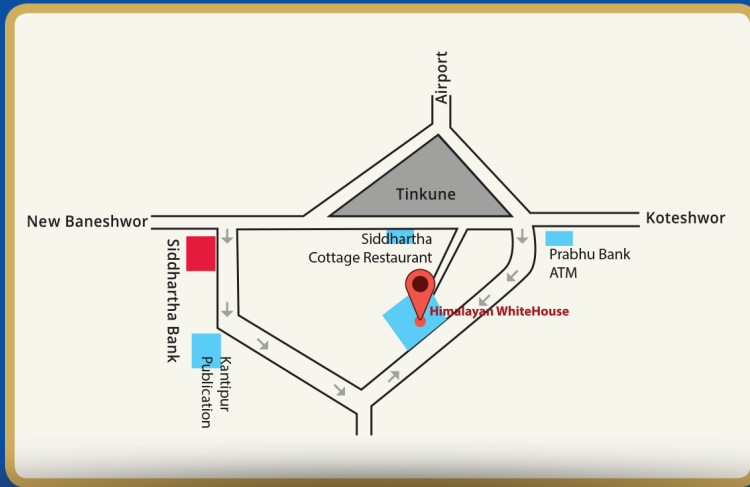 Airport
Tinkune
New Baneshwor
Koteshwor
Siddhartha
Cottage Restaurant
Prabhu Bank
ATM
Siddhartha Bank
Himalayan WhiteHouse
Kantipur
Publication